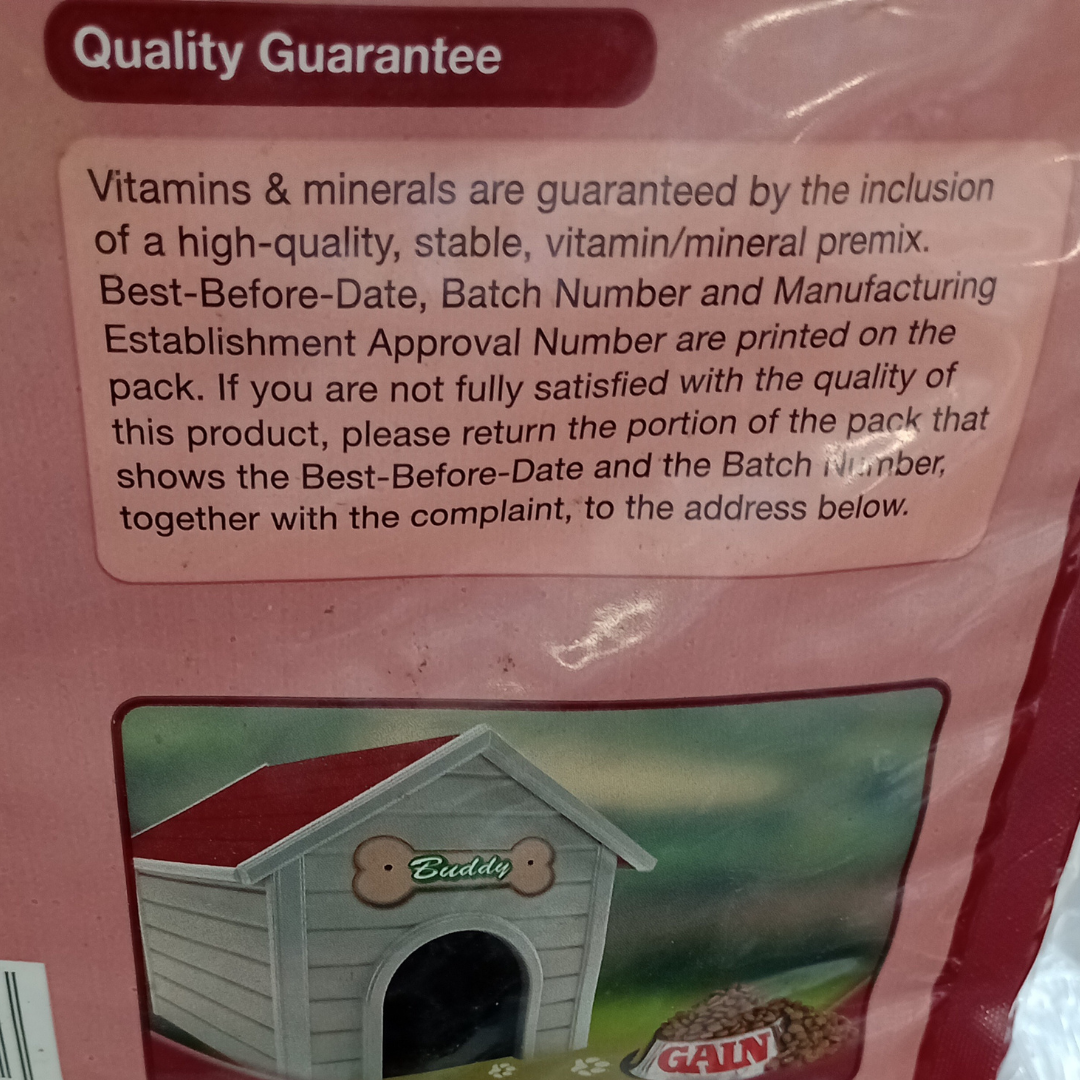 Quality Guarantee
Vitamins & minerals are guaranteed by the inclusion
of a high-quality, stable, vitamin/mineral premix.
Best-Before-Date, Batch Number and Manufacturing
Establishment Approval Number are printed on the
pack. If you are not fully satisfied with the quality of
this product, please return the portion of the pack that
shows the Best-Before-Date and the Batch Number,
together with the complaint, to the address below.
Buddy
GAIN